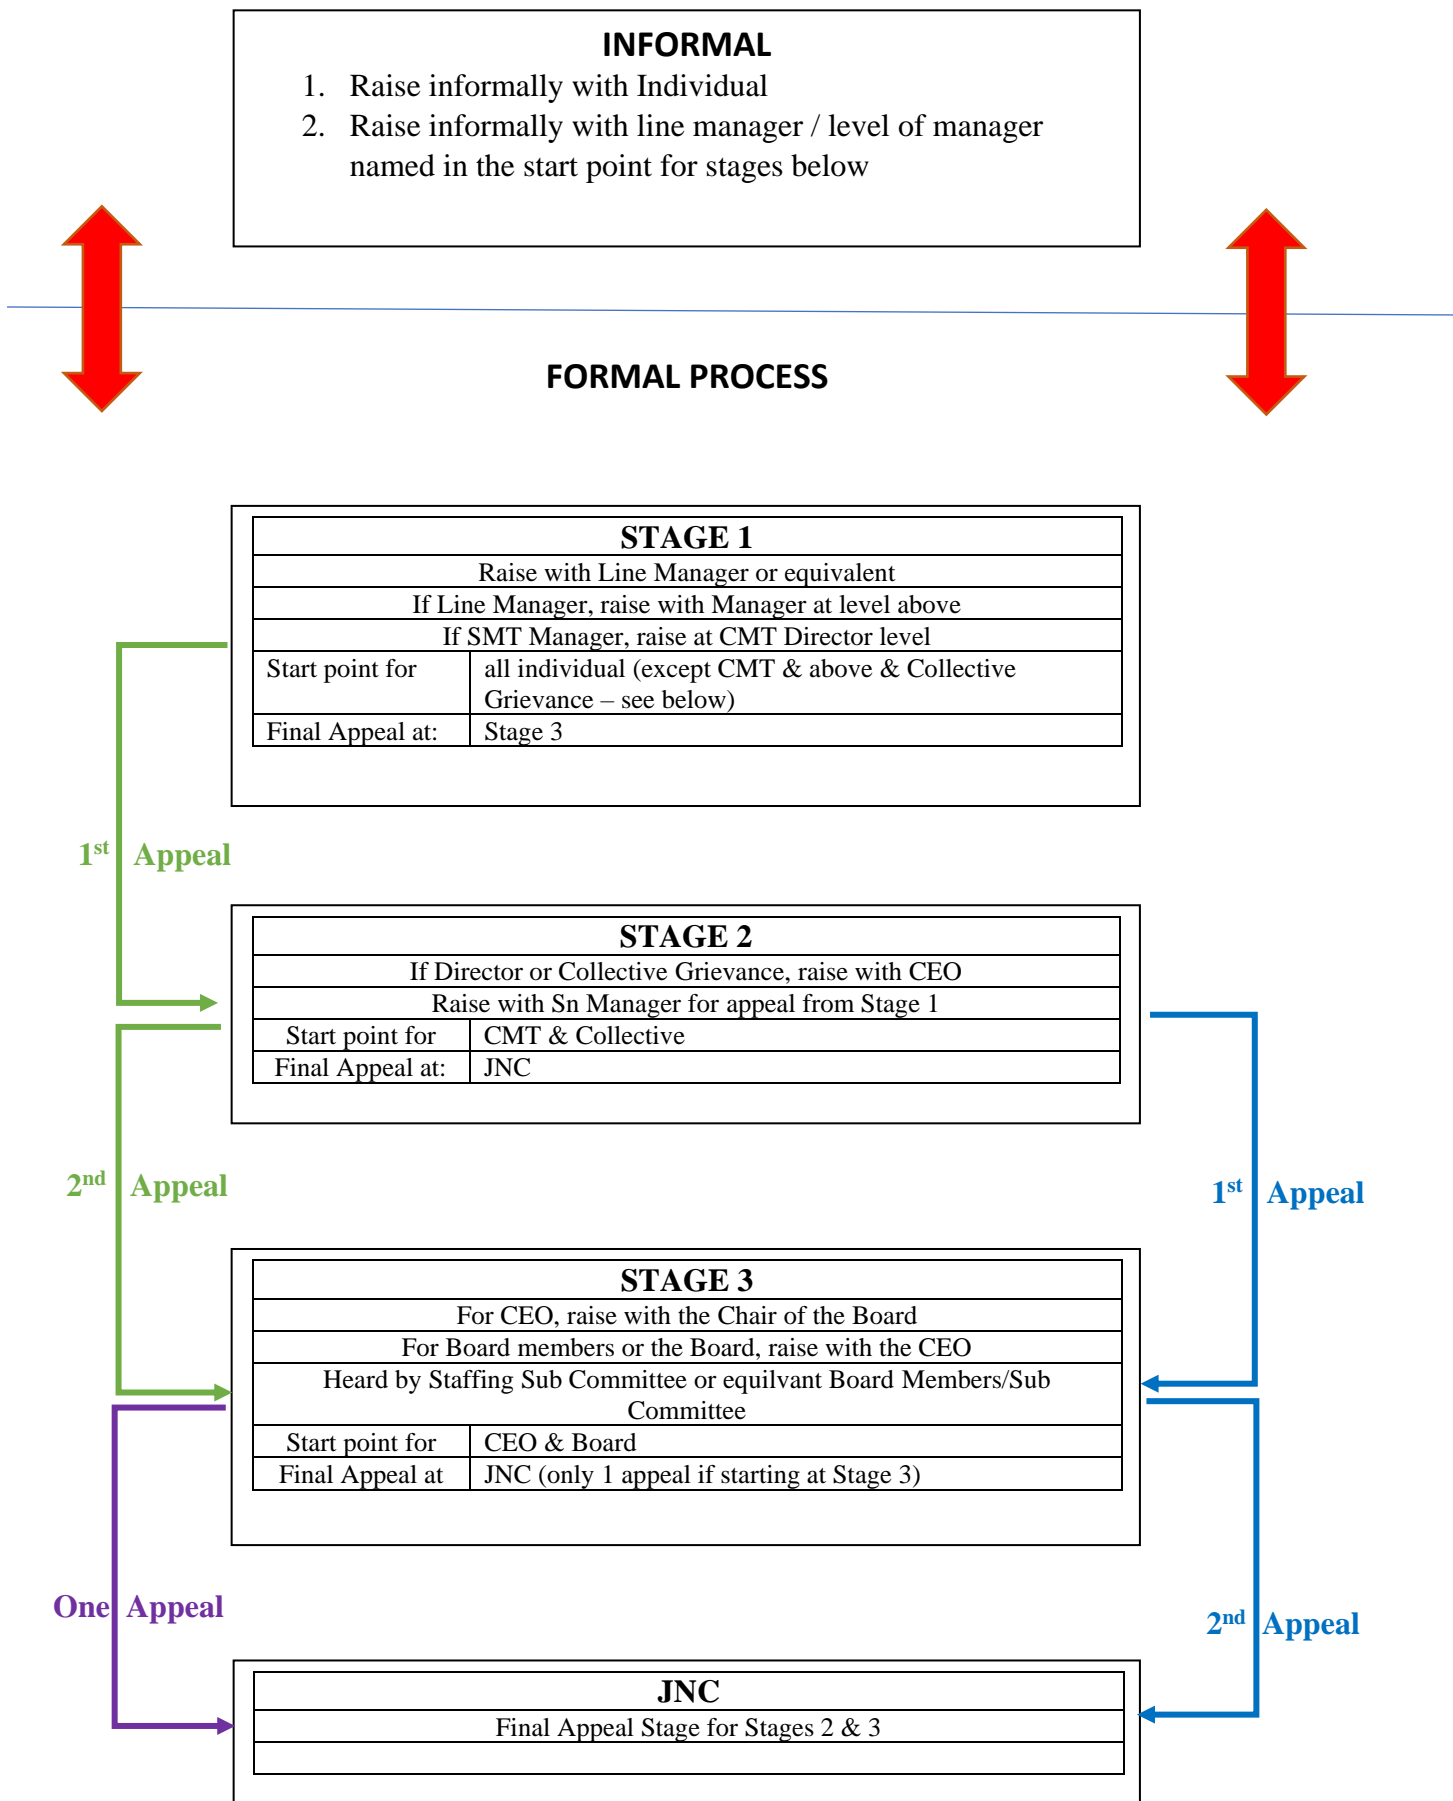 INFORMAL
1. Raise informally with Individual
2. Raise informally with line manager / level of manager
named in the start point for stages below
FORMAL PROCESS
STAGE 1
Raise with Line Manager or equivalent
If Line Manager, raise with Manager at level above
If SMT Manager, raise at CMT Director level
Start point for all individual (except CMT & above & Collective
Grievance – see below)
Final Appeal at: Stage 3
1st Appeal
STAGE 2
If Director or Collective Grievance, raise with CEO
Raise with Sn Manager for appeal from Stage 1
Start point for CMT & Collective
Final Appeal at: JNC
2nd Appeal
1st Appeal
STAGE 3
For CEO, raise with the Chair of the Board
For Board members or the Board, raise with the CEO
Heard by Staffing Sub Committee or equilvant Board Members/Sub
Committee
Start point for CEO & Board
Final Appeal at JNC (only 1 appeal if starting at Stage 3)
One Appeal
2nd Appeal
JNC
Final Appeal Stage for Stages 2 & 3